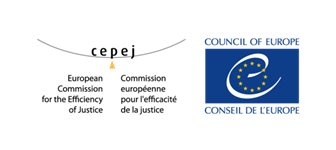 cepej
European
Commission
for the Efficiency
of Justice
Commission
européenne
pour l'efficacité
de la justice
COUNCIL OF EUROPE
CONSEIL DE L'EUROPE